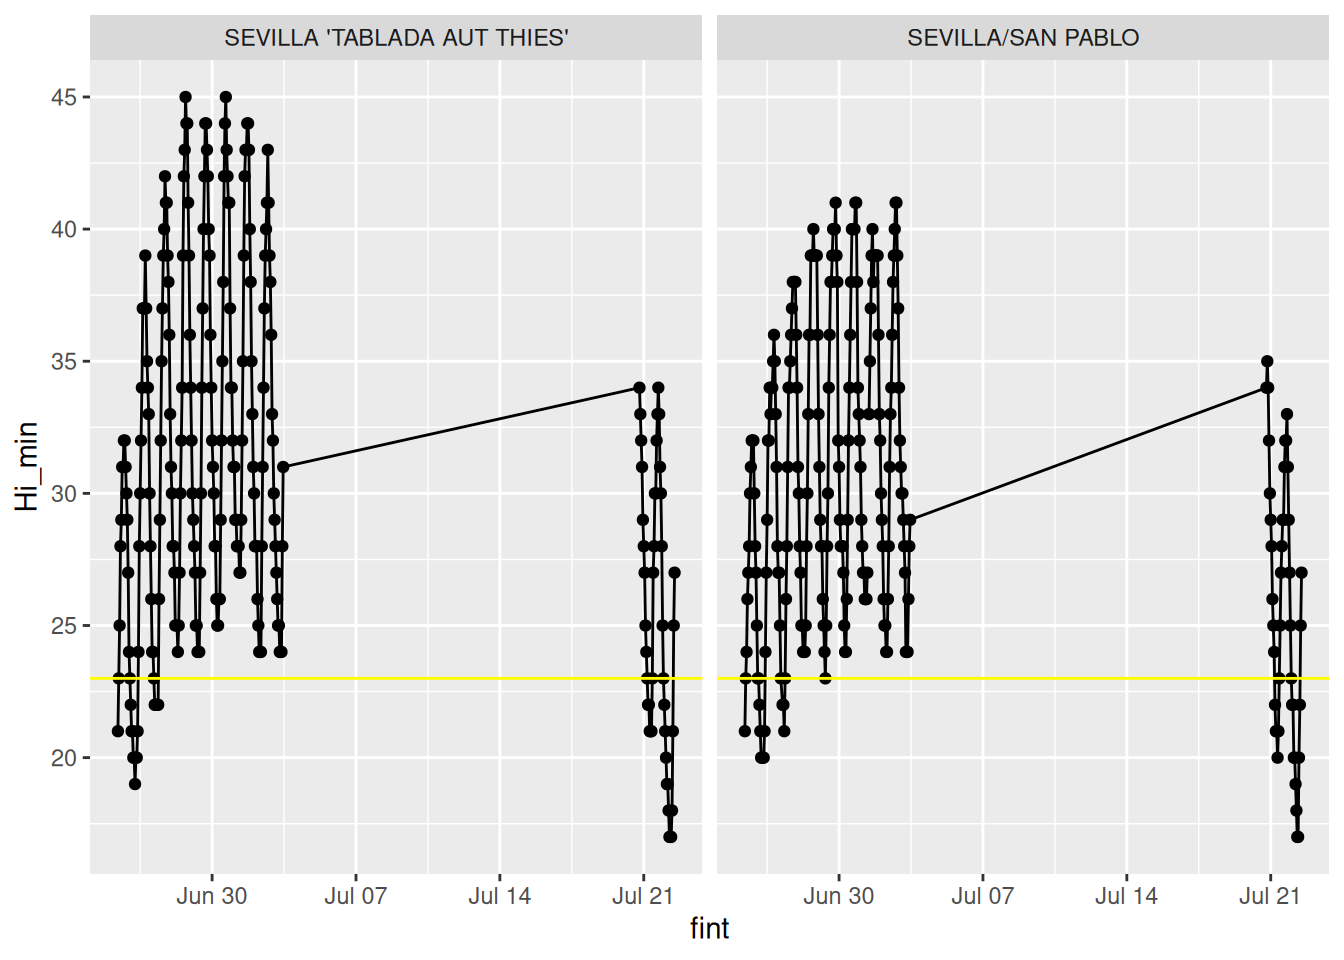 SEVILLA 'TABLADA AUT THIES'
SEVILLA/SAN PABLO
45
40
35
30
25
20
Hi_min
Jun 30
Jul 07
Jul 14
Jul 21
Jun 30
Jul 07
Jul 14
Jul 21
fint